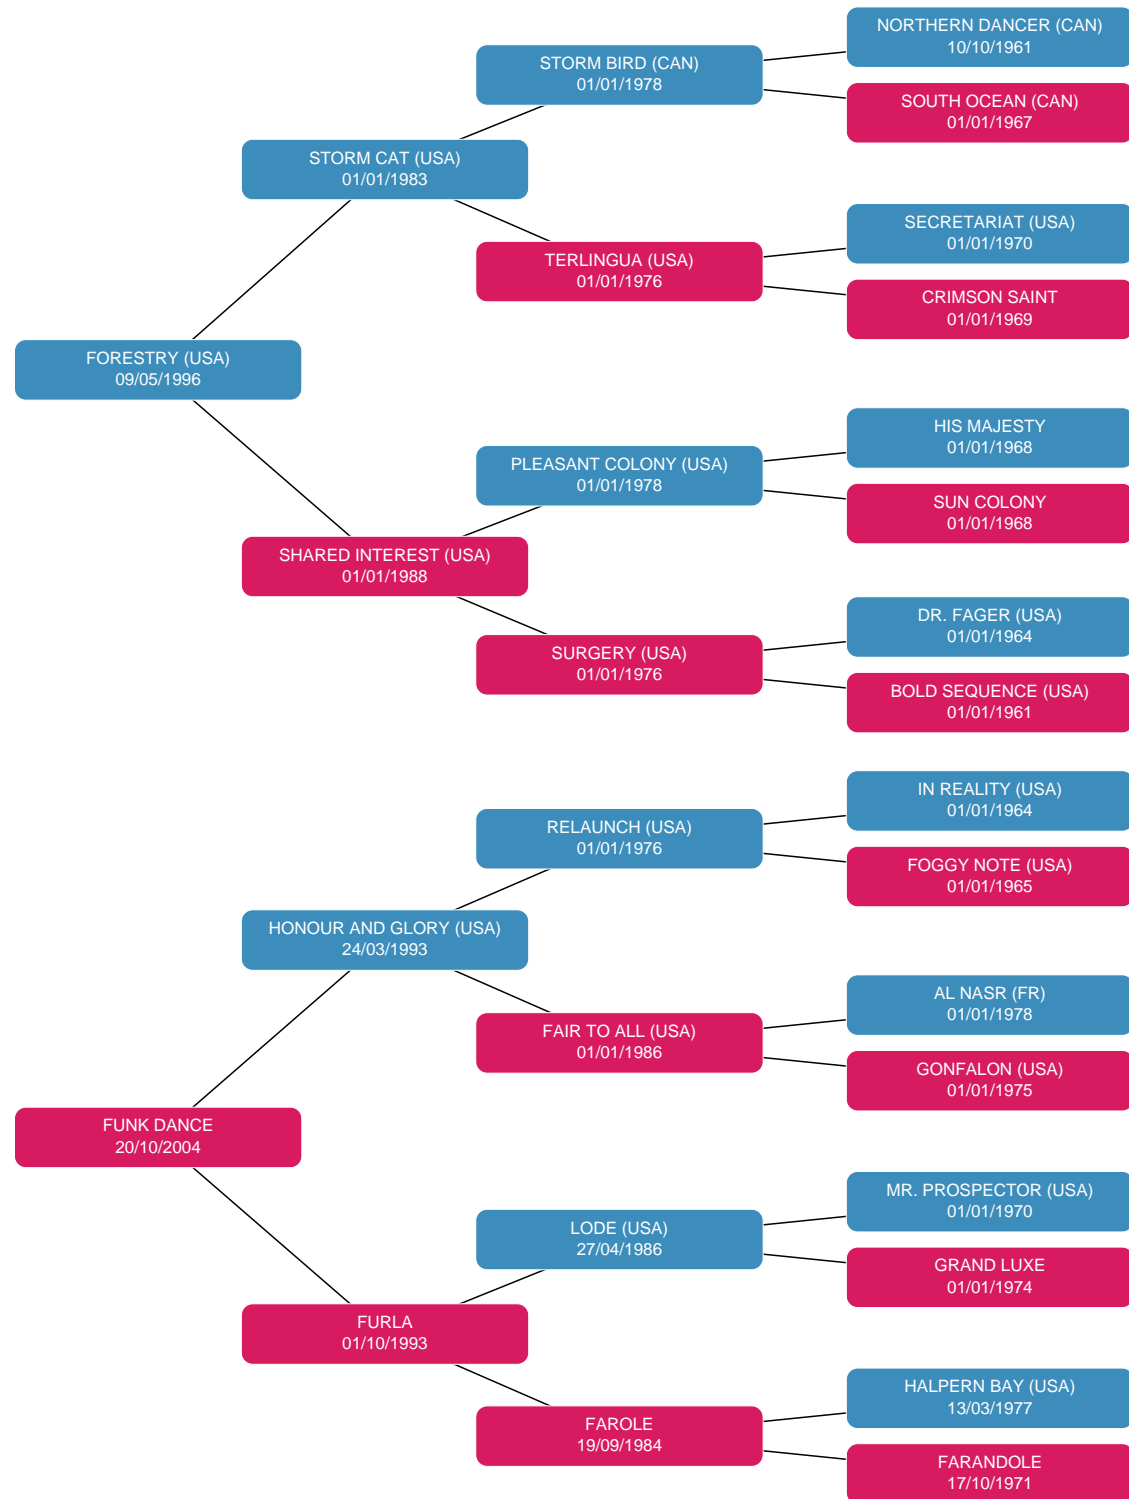 NORTHERN DANCER (CAN)
10/10/1961
STORM BIRD (CAN)
01/01/1978
SOUTH OCEAN (CAN)
01/01/1967
STORM CAT (USA)
01/01/1983
SECRETARIAT (USA)
01/01/1970
TERLINGUA (USA)
01/01/1976
CRIMSON SAINT
01/01/1969
FORESTRY (USA)
09/05/1996
HIS MAJESTY
01/01/1968
PLEASANT COLONY (USA)
01/01/1978
SUN COLONY
01/01/1968
SHARED INTEREST (USA)
01/01/1988
DR. FAGER (USA)
01/01/1964
SURGERY (USA)
01/01/1976
BOLD SEQUENCE (USA)
01/01/1961
IN REALITY (USA)
01/01/1964
RELAUNCH (USA)
01/01/1976
FOGGY NOTE (USA)
01/01/1965
HONOUR AND GLORY (USA)
24/03/1993
AL NASR (FR)
01/01/1978
FAIR TO ALL (USA)
01/01/1986
GONFALON (USA)
01/01/1975
FUNK DANCE
20/10/2004
MR. PROSPECTOR (USA)
01/01/1970
LODE (USA)
27/04/1986
GRAND LUXE
01/01/1974
FURLA
01/10/1993
HALPERN BAY (USA)
13/03/1977
FAROLE
19/09/1984
FARANDOLE
17/10/1971